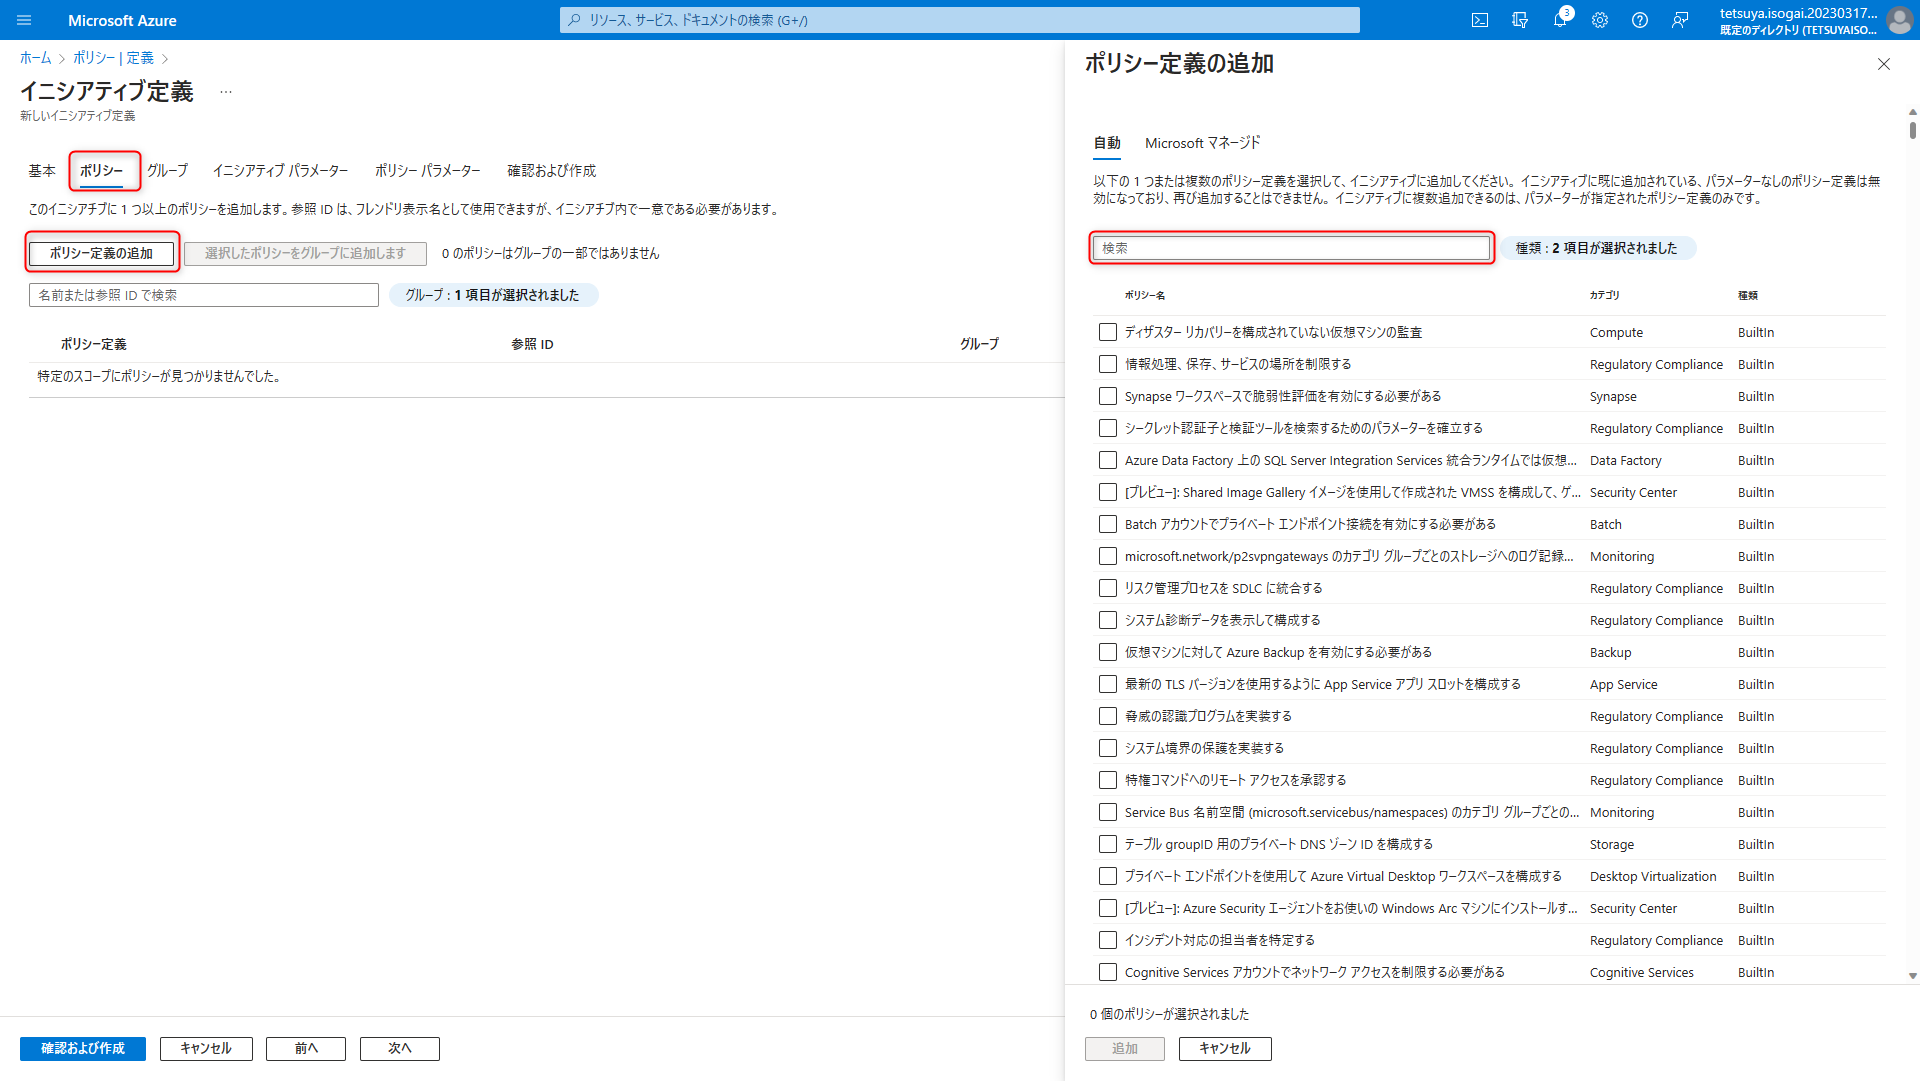 Microsoft Azure
リソース、サービス、ドキュメントの検索 (G+/)
3
tetsuya.isogai.20230317...
既定のディレクトリ (TETSUYAISO...
ホーム > ポリシー | 定義 >
イニシアティブ定義 ...
新しいイニシアティブ定義
基本 ポリシー グループ イニシアティブ パラメーター ポリシー パラメーター 確認および作成
このイニシアチブに 1 つ以上のポリシーを追加します。参照 ID は、フレンドリ表示名として使用できますが、イニシアチブ内で一意である必要があります。
ポリシー定義の追加 選択したポリシーをグループに追加します 0 のポリシーはグループの一部ではありません
名前または参照 ID で検索 グループ : 1 項目が選択されました
ポリシー定義 参照 ID グループ
特定のスコープにポリシーが見つかりませんでした。
確認および作成 キャンセル 前へ 次へ
ポリシー定義の追加
自動 Microsoft マネージド
以下の 1 つまたは複数のポリシー定義を選択して、イニシアティブに追加してください。イニシアティブに既に追加されている、パラメーターなしのポリシー定義は無
効になっており、再び追加することはできません。イニシアティブに複数追加できるのは、パラメーターが指定されたポリシー定義のみです。
検索 種類 : 2 項目が選択されました
ポリシー名 カテゴリ 種類
ディザスター リカバリーを構成されていない仮想マシンの監査 Compute BuiltIn
情報処理、保存、サービスの場所を制限する Regulatory Compliance BuiltIn
Synapse ワークスペースで脆弱性評価を有効にする必要がある Synapse BuiltIn
シークレット認証子と検証ツールを検索するためのパラメーターを確立する Regulatory Compliance BuiltIn
Azure Data Factory 上の SQL Server Integration Services 統合ランタイムでは仮想... Data Factory BuiltIn
[プレビュー]: Shared Image Gallery イメージを使用して作成された VMSS を構成して、ゲ... Security Center BuiltIn
Batch アカウントでプライベート エンドポイント接続を有効にする必要がある Batch BuiltIn
microsoft.network/p2svpngateways のカテゴリ グループごとのストレージへのログ記録... Monitoring BuiltIn
リスク管理プロセスを SDLC に統合する Regulatory Compliance BuiltIn
システム診断データを表示して構成する Regulatory Compliance BuiltIn
仮想マシンに対して Azure Backup を有効にする必要がある Backup BuiltIn
最新の TLS バージョンを使用するように App Service アプリ スロットを構成する App Service BuiltIn
脅威の認識プログラムを実装する Regulatory Compliance BuiltIn
システム境界の保護を実装する Regulatory Compliance BuiltIn
特権コマンドへのリモート アクセスを承認する Regulatory Compliance BuiltIn
Service Bus 名前空間 (microsoft.servicebus/namespaces) のカテゴリ グループごとの... Monitoring BuiltIn
テーブル groupID 用のプライベート DNS ゾーン ID を構成する Storage BuiltIn
プライベート エンドポイントを使用して Azure Virtual Desktop ワークスペースを構成する Desktop Virtualization BuiltIn
[プレビュー]: Azure Security エージェントをお使いの Windows Arc マシンにインストールす... Security Center BuiltIn
インシデント対応の担当者を特定する Regulatory Compliance BuiltIn
Cognitive Services アカウントでネットワーク アクセスを制限する必要がある Cognitive Services BuiltIn
0 個のポリシーが選択されました
追加 キャンセル